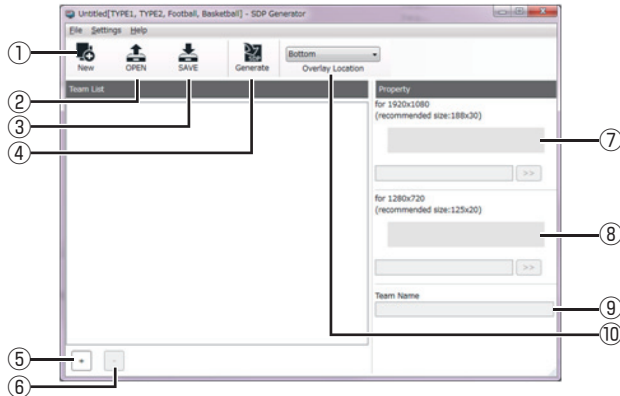 Untitled[TYPE1, TYPE2, Football, Basketball] - SDP Generator
File Settings Help
① New OPEN SAVE Generate Bottom Overlay Location
②
③
④
Team List Property
for 1920x1080
(recommended size:188x30)
⑦
>>
for 1280x720
(recommended size:125x20)
⑧
>>
Team Name
⑨
⑩
⑤ +
⑥ -